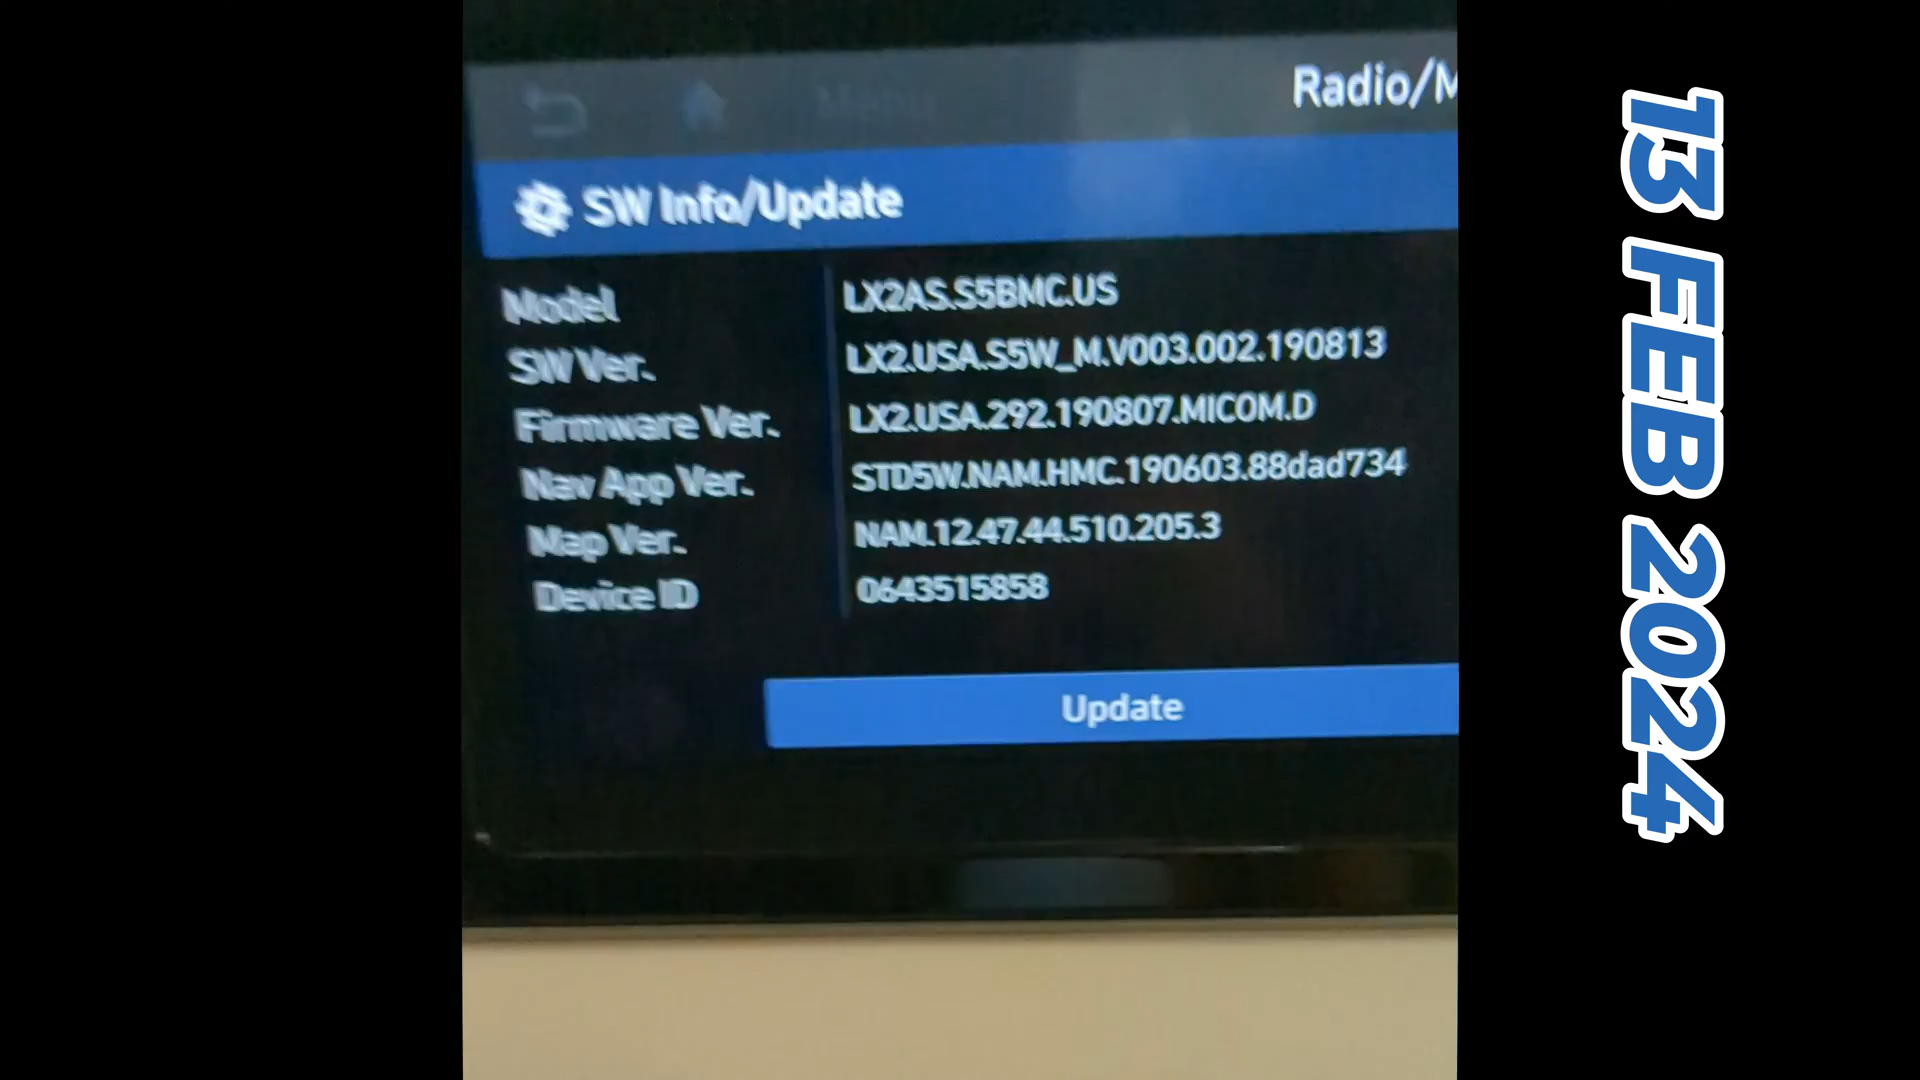 Menu
Radio/M
SW Info/Update
Model LX2AS.S5BMC.US
SW Ver. LX2.USA.S5W_M.V003.002.190813
Firmware Ver. LX2.USA.292.190807.MICOM.D
Nav App Ver. STD5W.NAM.HMC.190603.88dad734
Map Ver. NAM.12.47.44.510.205.3
Device ID 0643515858
Update
13 FEB 2024